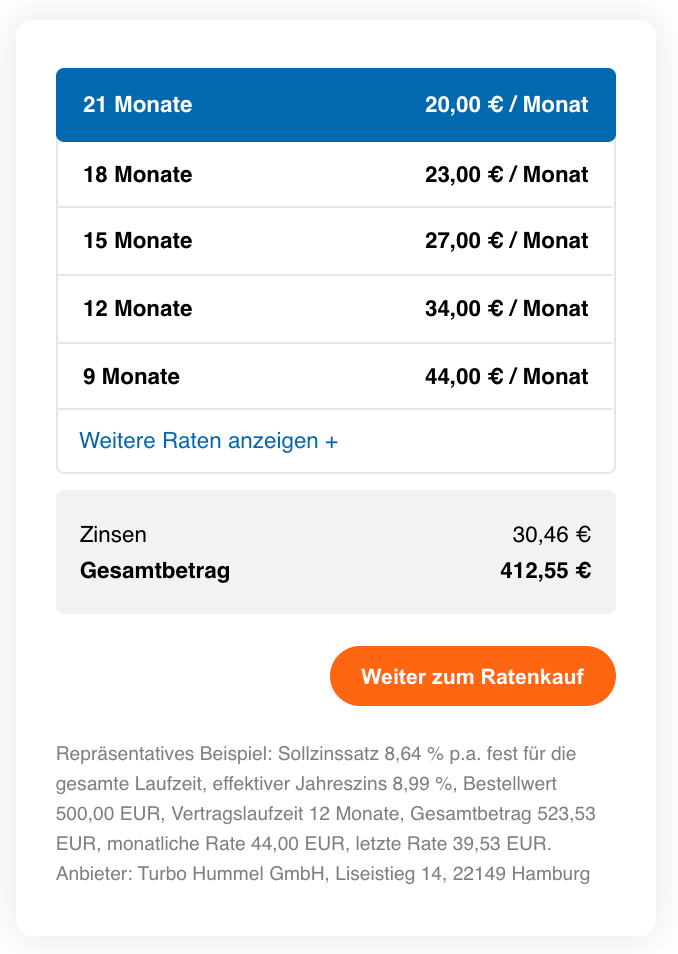 21 Monate 20,00 € / Monat
18 Monate 23,00 € / Monat
15 Monate 27,00 € / Monat
12 Monate 34,00 € / Monat
9 Monate 44,00 € / Monat
Weitere Raten anzeigen +
Zinsen 30,46 €
Gesamtbetrag 412,55 €
Weiter zum Ratenkauf
Repräsentatives Beispiel: Sollzinssatz 8,64 % p.a. fest für die
gesamte Laufzeit, effektiver Jahreszins 8,99 %, Bestellwert
500,00 EUR, Vertragslaufzeit 12 Monate, Gesamtbetrag 523,53
EUR, monatliche Rate 44,00 EUR, letzte Rate 39,53 EUR.
Anbieter: Turbo Hummel GmbH, Liseistieg 14, 22149 Hamburg